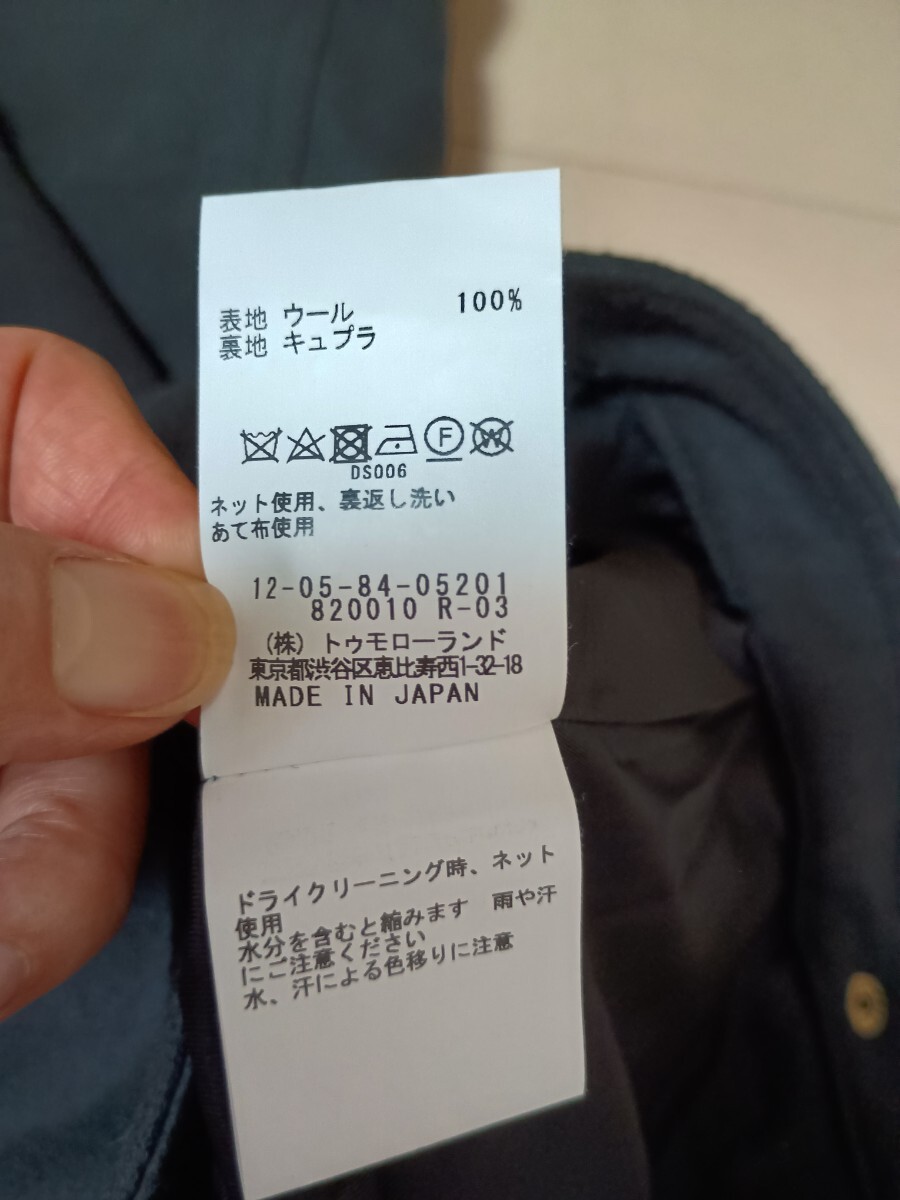 表地 ウール 100%
裏地 キュプラ
F W
DS006
ネット使用、裏返し洗い
あて布使用
12-05-84-05201
820010 R-03
(株) トゥモローランド
東京都渋谷区恵比寿西1-32-18
MADE IN JAPAN
ドライクリーニング時、ネット
使用
水分を含むと縮みます 雨や汗
にご注意ください
水、汗による色移りに注意